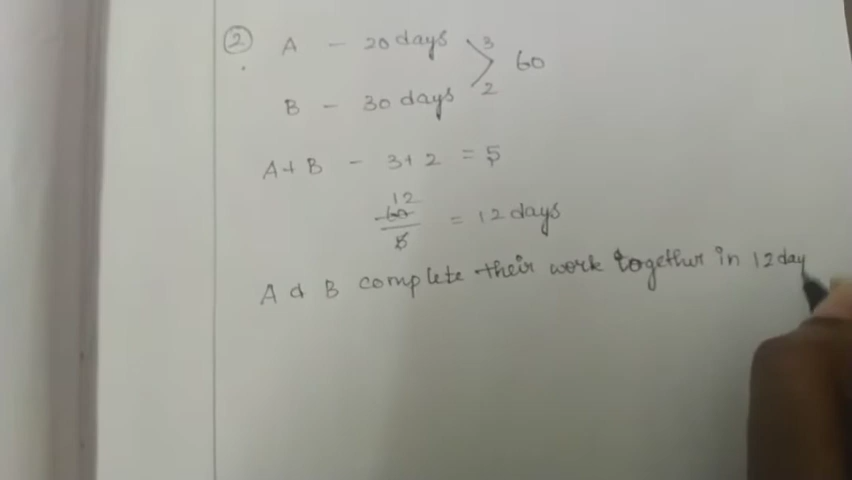 ② A - 20 days 3
60
B - 30 days 2
A+B - 3+2 = 5
12
60/5 = 12 days
A & B complete their work together in 12 day